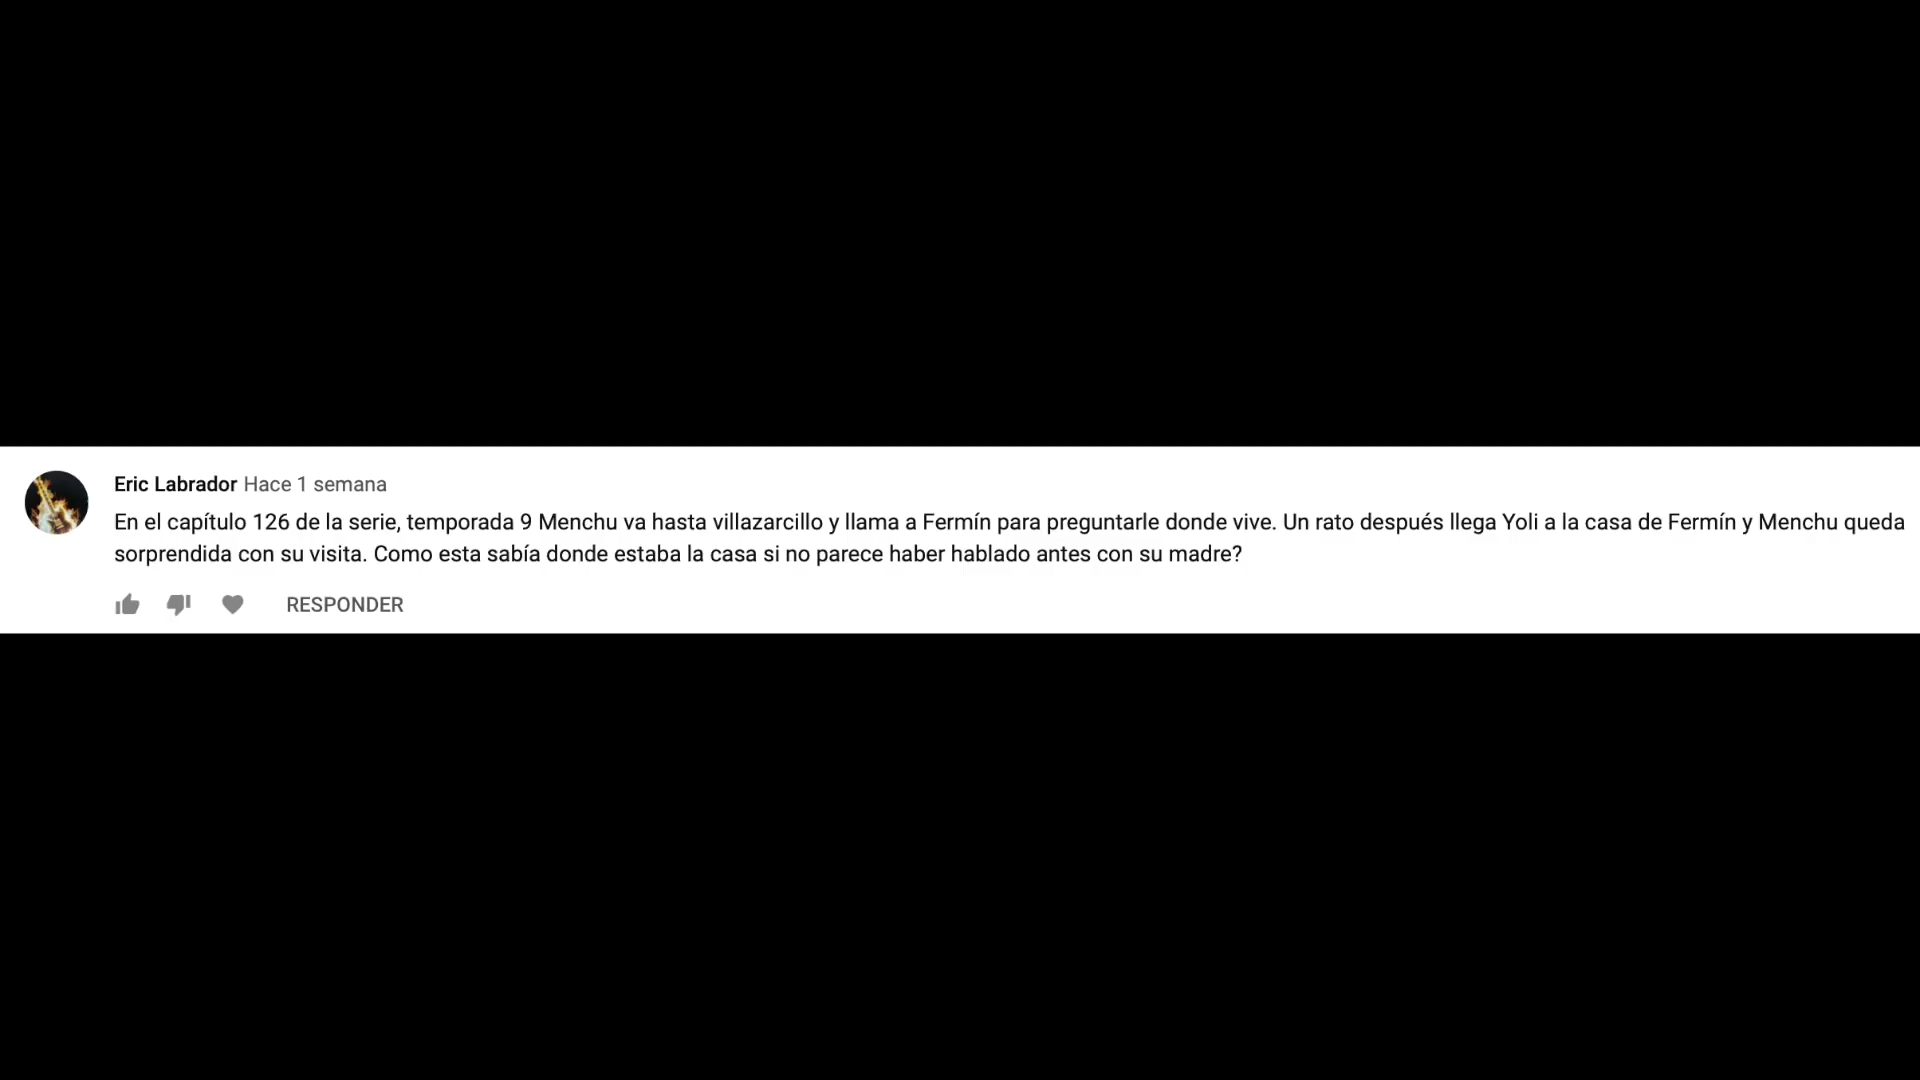 Eric Labrador Hace 1 semana
En el capítulo 126 de la serie, temporada 9 Menchu va hasta villazarcillo y llama a Fermín para preguntarle donde vive. Un rato después llega Yoli a la casa de Fermín y Menchu queda
sorprendida con su visita. Como esta sabía donde estaba la casa si no parece haber hablado antes con su madre?
RESPONDER